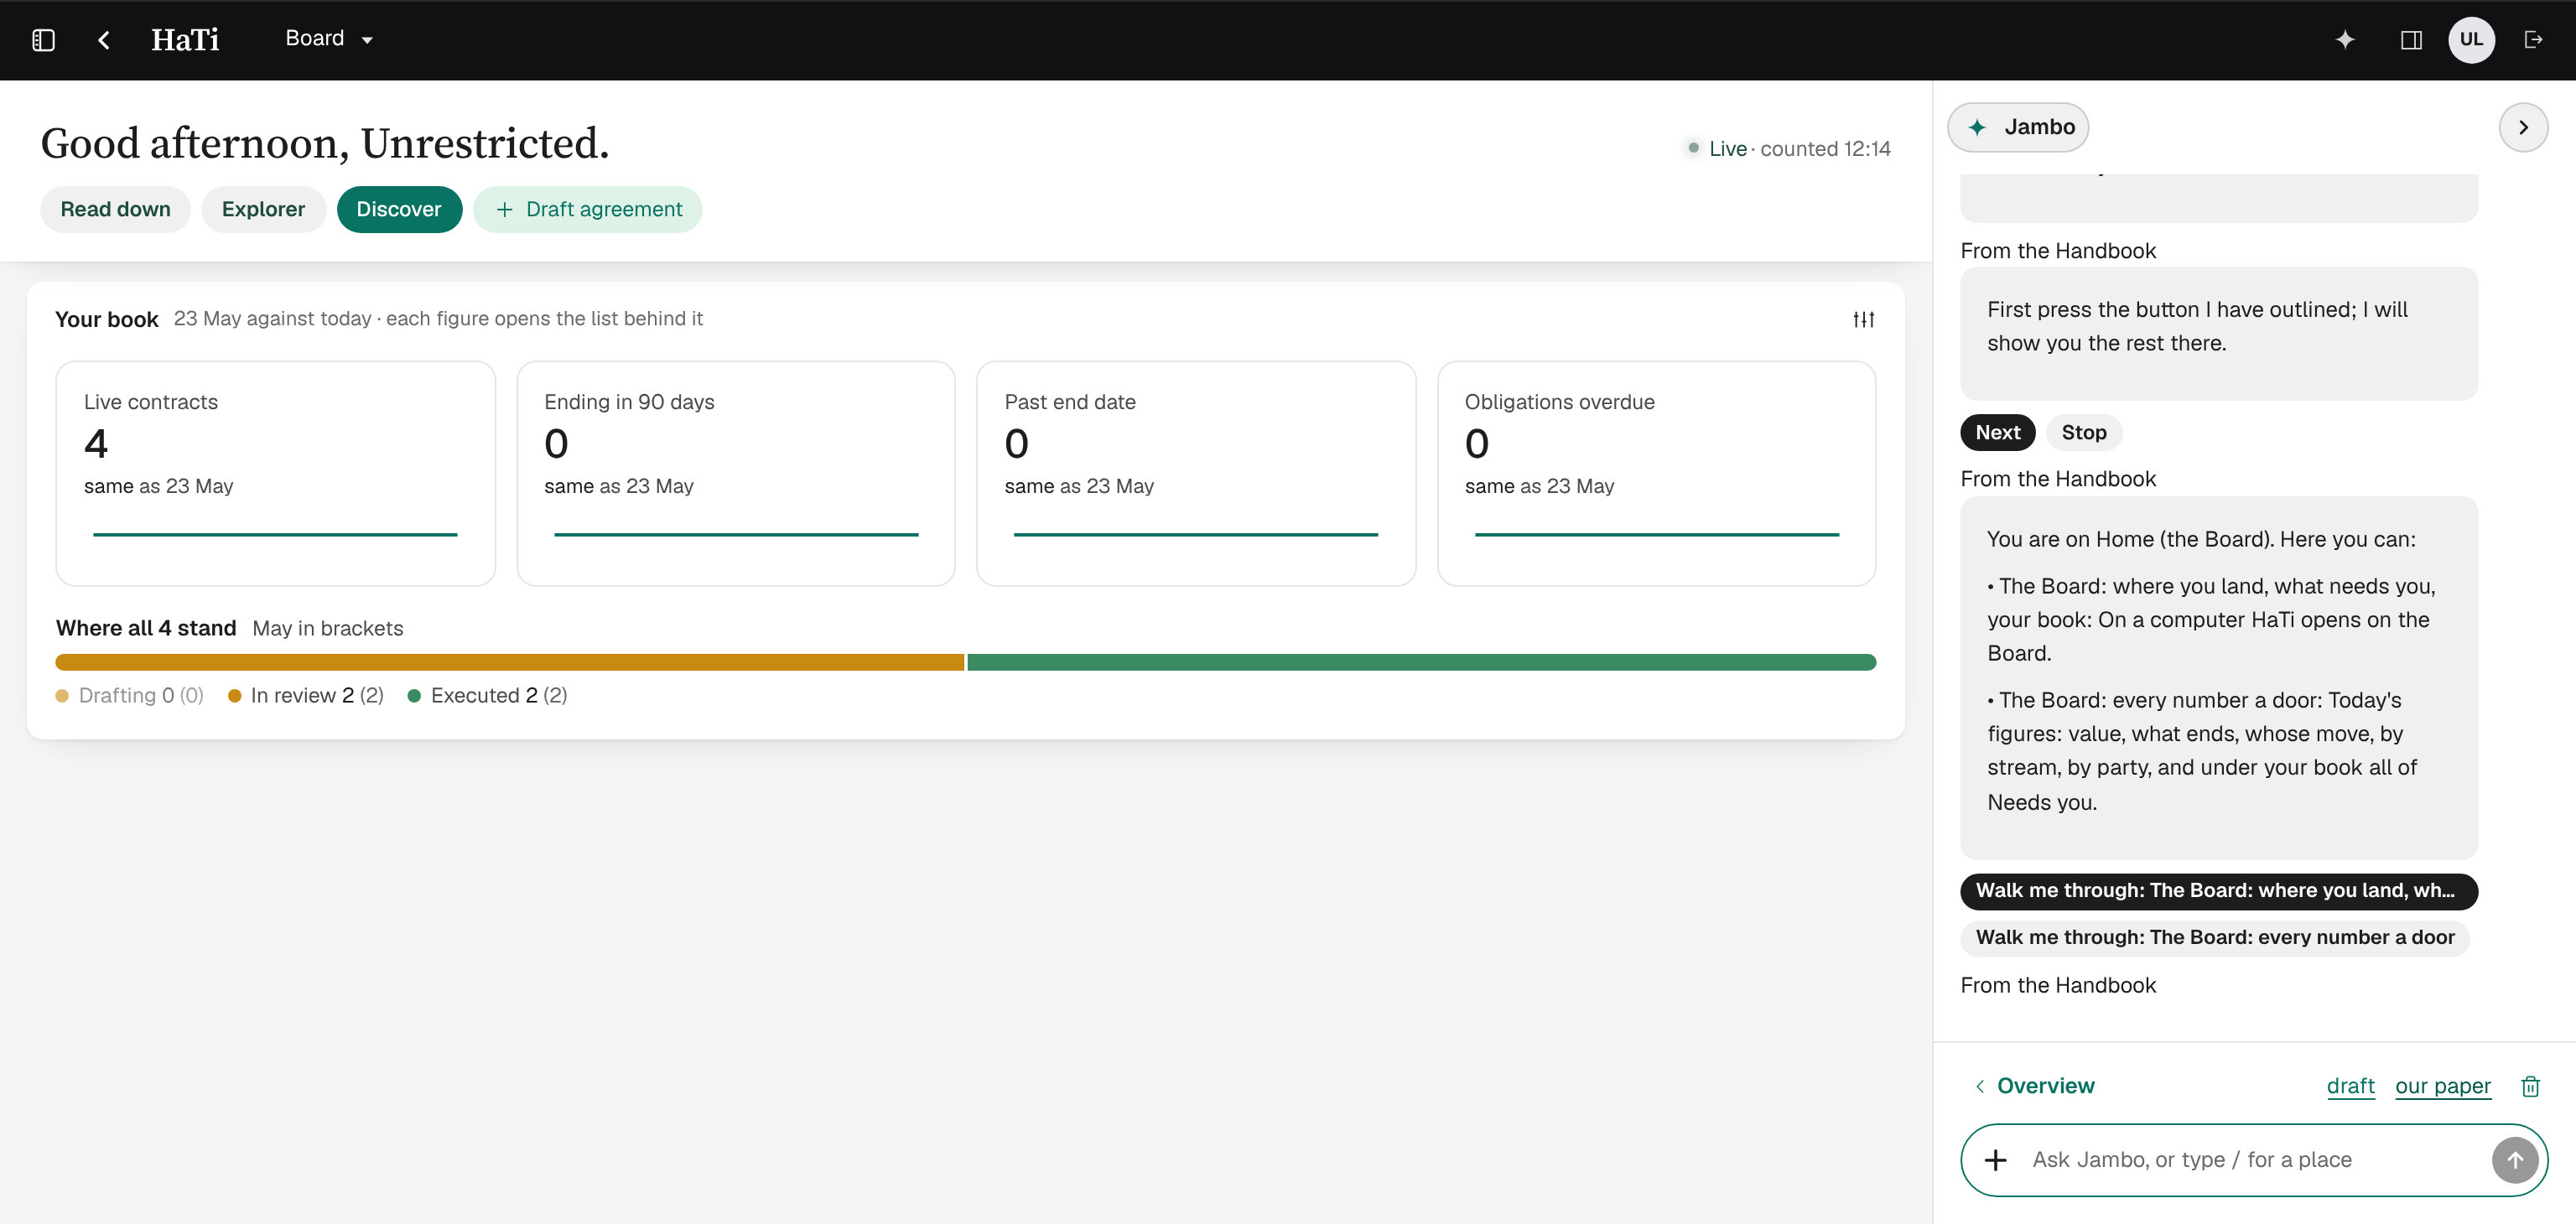 HaTi
Board
UL
Good afternoon, Unrestricted.
Live · counted 12:14
Read down
Explorer
Discover
+ Draft agreement
Your book 23 May against today · each figure opens the list behind it
Live contracts
4
same as 23 May
Ending in 90 days
0
same as 23 May
Past end date
0
same as 23 May
Obligations overdue
0
same as 23 May
Where all 4 stand May in brackets
Drafting 0 (0) In review 2 (2) Executed 2 (2)
Jambo
From the Handbook
First press the button I have outlined; I will
show you the rest there.
Next
Stop
From the Handbook
You are on Home (the Board). Here you can:
• The Board: where you land, what needs you,
your book: On a computer HaTi opens on the
Board.
• The Board: every number a door: Today's
figures: value, what ends, whose move, by
stream, by party, and under your book all of
Needs you.
Walk me through: The Board: where you land, wh...
Walk me through: The Board: every number a door
From the Handbook
Overview
draft
our paper
Ask Jambo, or type / for a place